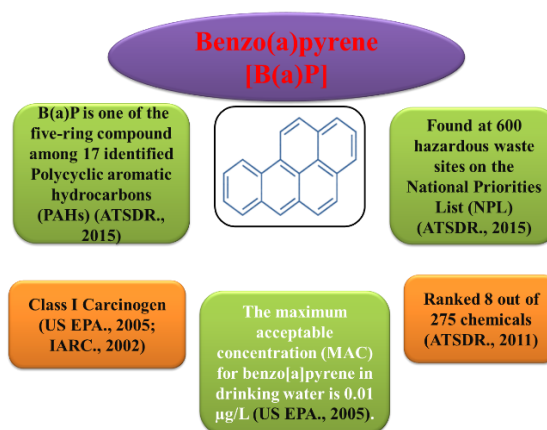 Benzo(a)pyrene
[B(a)P]
B(a)P is one of the
five-ring compound
among 17 identified
Polycyclic aromatic
hydrocarbons
(PAHs) (ATSDR.,
2015)
Found at 600
hazardous waste
sites on the
National Priorities
List (NPL)
(ATSDR., 2015)
Class I Carcinogen
(US EPA., 2005;
IARC., 2002)
The maximum
acceptable
concentration (MAC)
for benzo[a]pyrene in
drinking water is 0.01
µg/L (US EPA., 2005).
Ranked 8 out of
275 chemicals
(ATSDR., 2011)